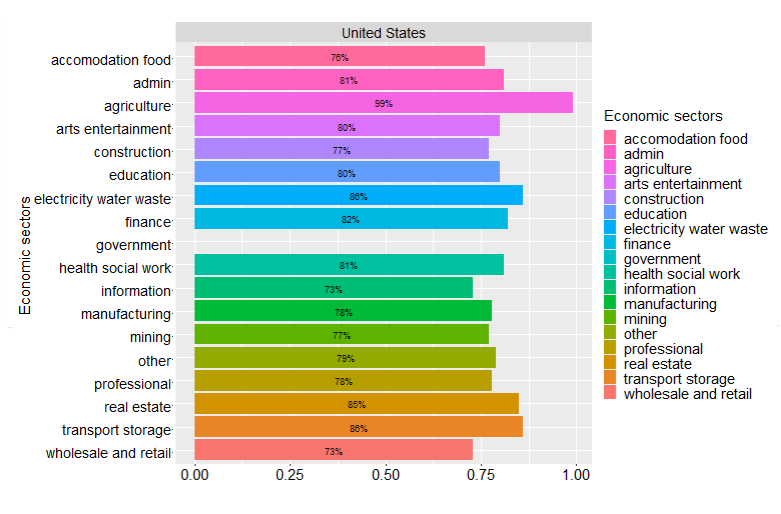 United States
accomodation food 76%
admin 81%
agriculture 99%
arts entertainment 80%
construction 77%
education 80%
electricity water waste 86%
finance 82%
government
health social work 81%
information 73%
manufacturing 78%
mining 77%
other 79%
professional 78%
real estate 85%
transport storage 86%
wholesale and retail 73%
0.00 0.25 0.50 0.75 1.00
Economic sectors
Economic sectors
accomodation food
admin
agriculture
arts entertainment
construction
education
electricity water waste
finance
government
health social work
information
manufacturing
mining
other
professional
real estate
transport storage
wholesale and retail